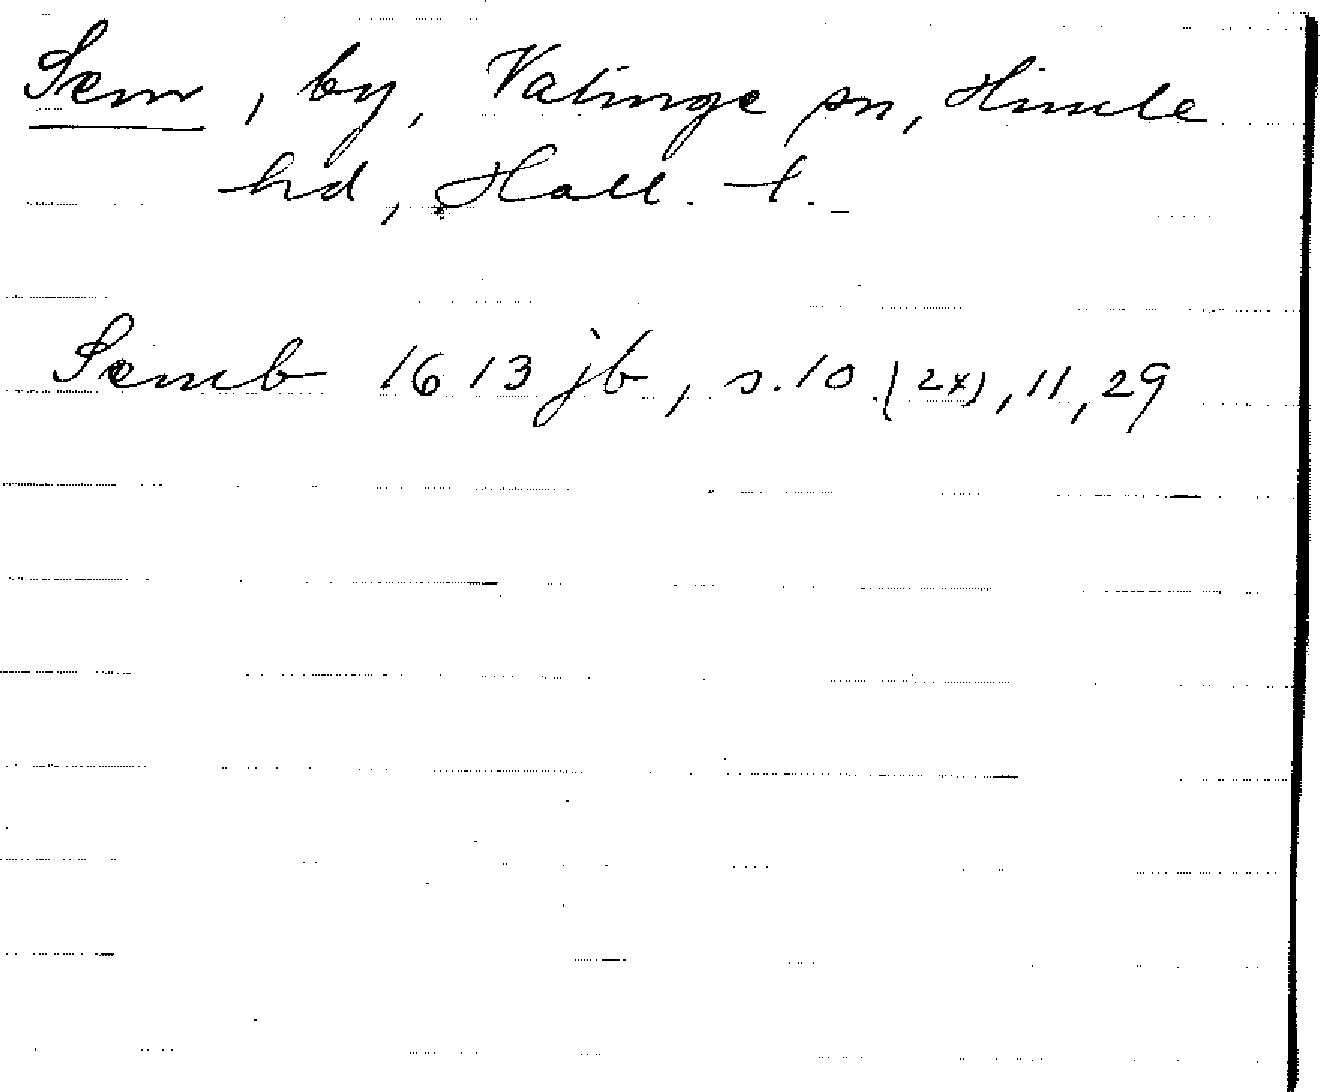 Sem, by, Valinge sn, Himle
hd, Hall. l.
Semb 1613 jb, s. 10 (2x), 11, 29